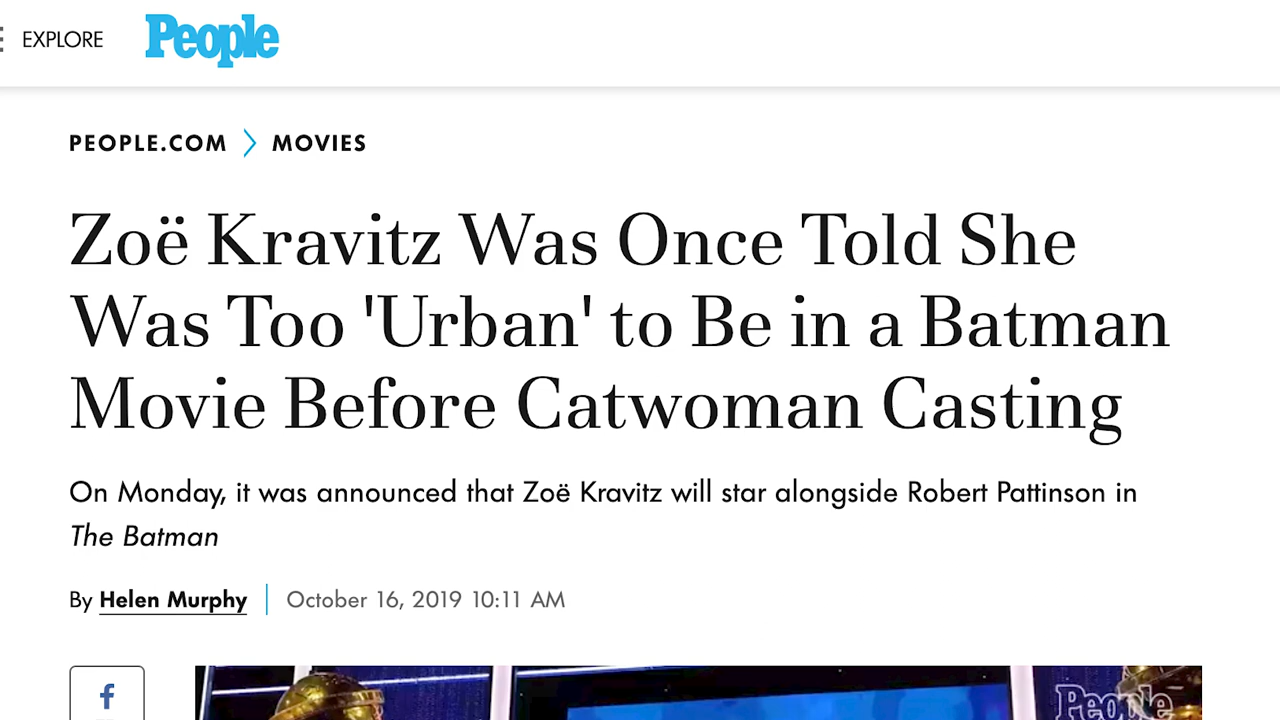 EXPLORE People
PEOPLE.COM > MOVIES
Zoë Kravitz Was Once Told She
Was Too 'Urban' to Be in a Batman
Movie Before Catwoman Casting
On Monday, it was announced that Zoë Kravitz will star alongside Robert Pattinson in
The Batman
By Helen Murphy | October 16, 2019 10:11 AM
f
People